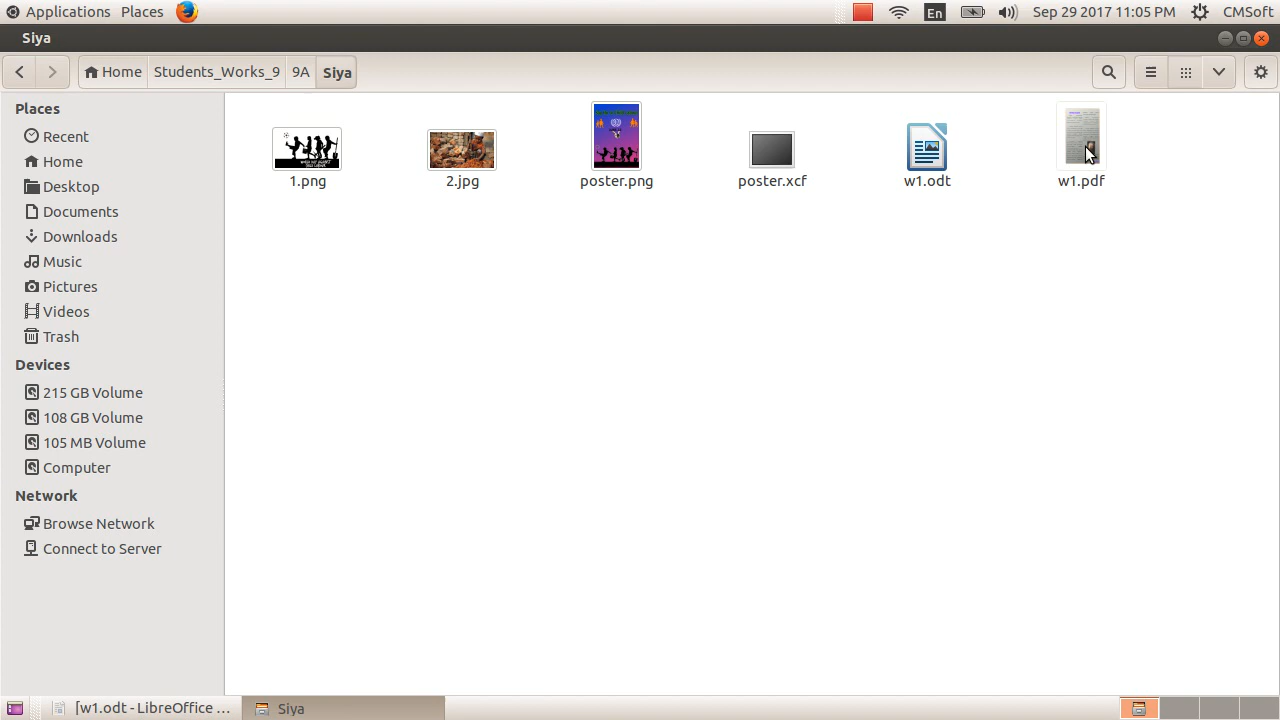 Applications Places En Sep 29 2017 11:05 PM CMSoft
Siya
Home Students_Works_9 9A Siya
Places
Recent
Home
Desktop
Documents
Downloads
Music
Pictures
Videos
Trash
Devices
215 GB Volume
108 GB Volume
105 MB Volume
Computer
Network
Browse Network
Connect to Server
1.png 2.jpg poster.png poster.xcf w1.odt w1.pdf
[w1.odt - LibreOffice ... Siya